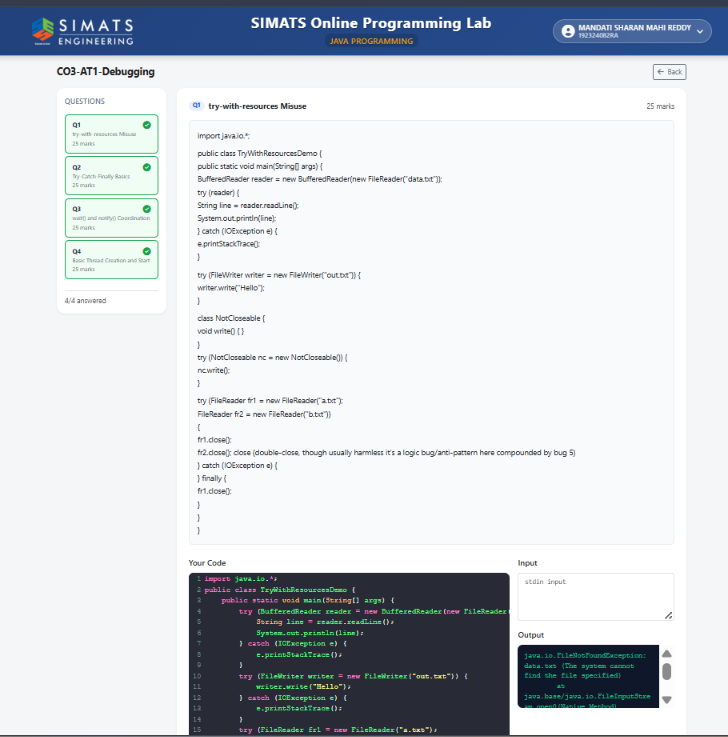 SIMATS
ENGINEERING
SIMATS Online Programming Lab
JAVA PROGRAMMING
MANDATI SHARAN MAHI REDDY
192324082RA
CO3-AT1-Debugging
← Back
QUESTIONS
Q1
try-with-resources Misuse
25 marks
Q2
Try-Catch Finally Basics
25 marks
Q3
wait() and notify() Coordination
25 marks
Q4
Basic Thread Creation and Start
25 marks
4/4 answered
Q1 try-with-resources Misuse
25 marks
import java.io.*;
public class TryWithResourcesDemo {
public static void main(String[] args) {
BufferedReader reader = new BufferedReader(new FileReader("data.txt"));
try (reader) {
String line = reader.readLine();
System.out.println(line);
} catch (IOException e) {
e.printStackTrace();
}
try (FileWriter writer = new FileWriter("out.txt")) {
writer.write("Hello");
}
class NotCloseable {
void write() { }
}
try (NotCloseable nc = new NotCloseable()) {
nc.write();
}
try (FileReader fr1 = new FileReader("a.txt");
FileReader fr2 = new FileReader("b.txt"))
{
fr1.close();
fr2.close(); close (double-close, though usually harmless it's a logic bug/anti-pattern here compounded by bug 5)
} catch (IOException e) {
} finally {
fr1.close();
}
}
}
Your Code
1 import java.io.*;
2 public class TryWithResourcesDemo {
3 public static void main(String[] args) {
4 try (BufferedReader reader = new BufferedReader(new FileReader(
5 String line = reader.readLine();
6 System.out.println(line);
7 } catch (IOException e) {
8 e.printStackTrace();
9 }
10 try (FileWriter writer = new FileWriter("out.txt")) {
11 writer.write("Hello");
12 } catch (IOException e) {
13 e.printStackTrace();
14 }
15 try (FileReader fr1 = new FileReader("a.txt");
Input
stdin input
Output
java.io.FileNotFoundException:
data.txt (The system cannot
find the file specified)
at
java.base/java.io.FileInputStre
am.open0(Native Method)